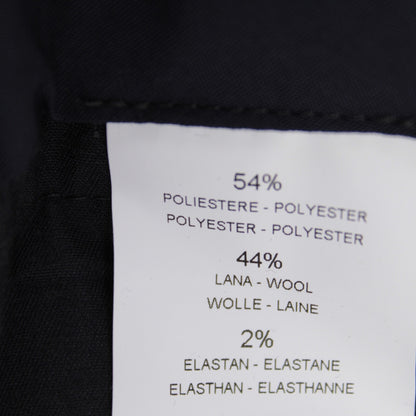 54%
POLIESTERE - POLYESTER
POLYESTER - POLYESTER
44%
LANA - WOOL
WOLLE - LAINE
2%
ELASTAN - ELASTANE
ELASTHAN - ELASTHANNE